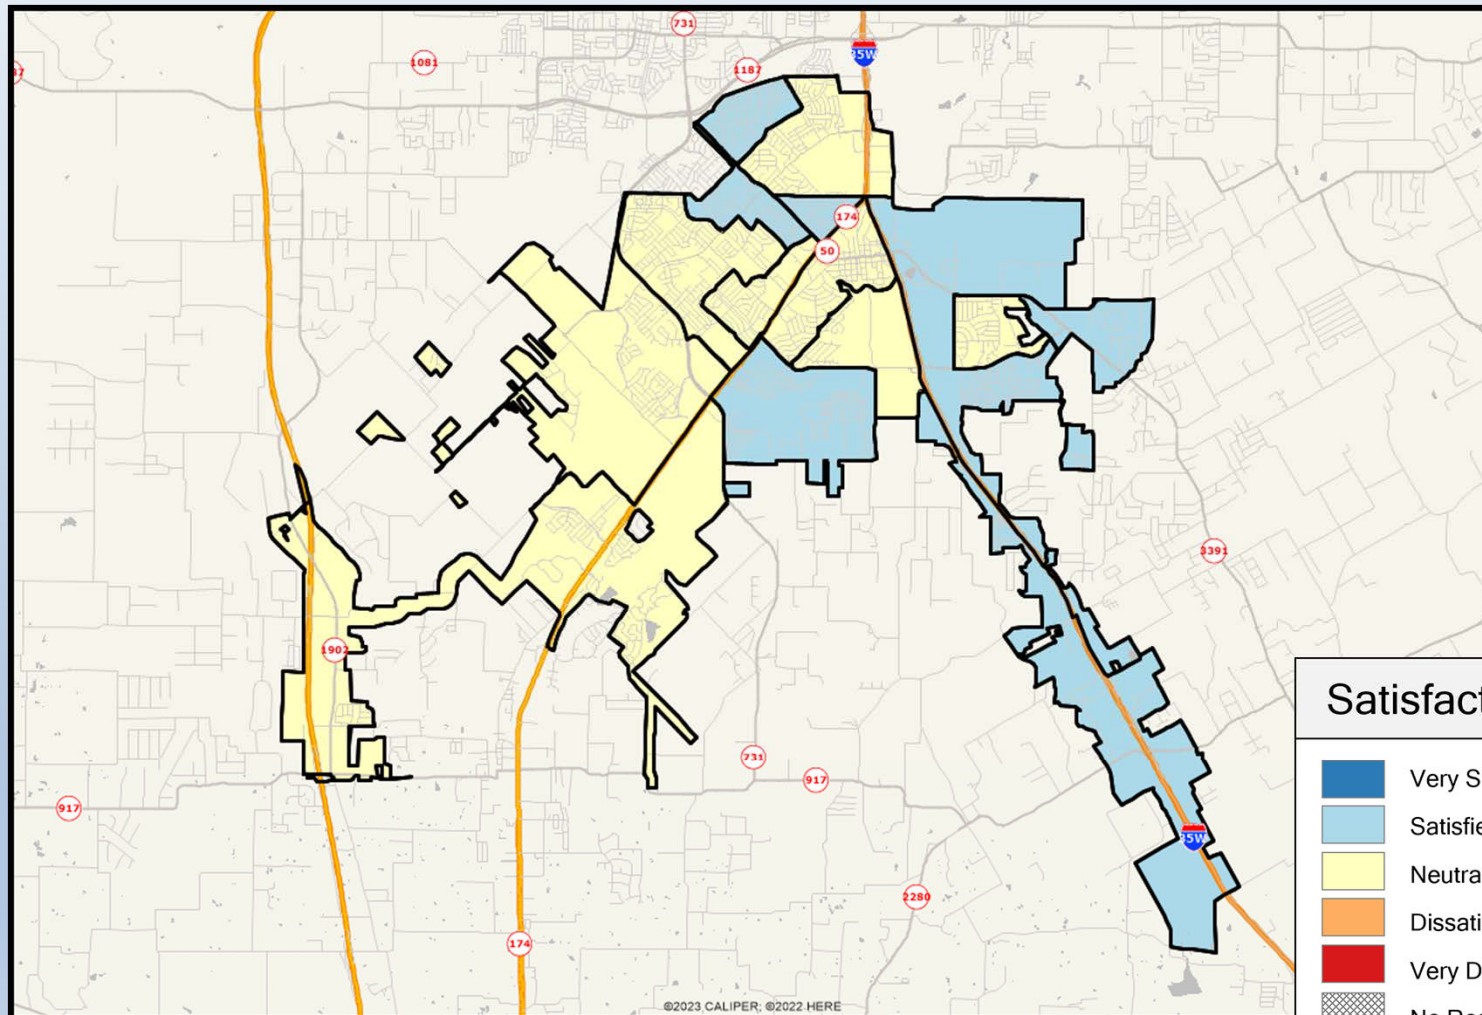 731
35W
1081
1187
174
50
3391
1902
Satisfact
731
917
917
Very S
Satisfie
35W
Neutra
2280
Dissati
174
Very D
©2023 CALIPER; ©2022 HERE